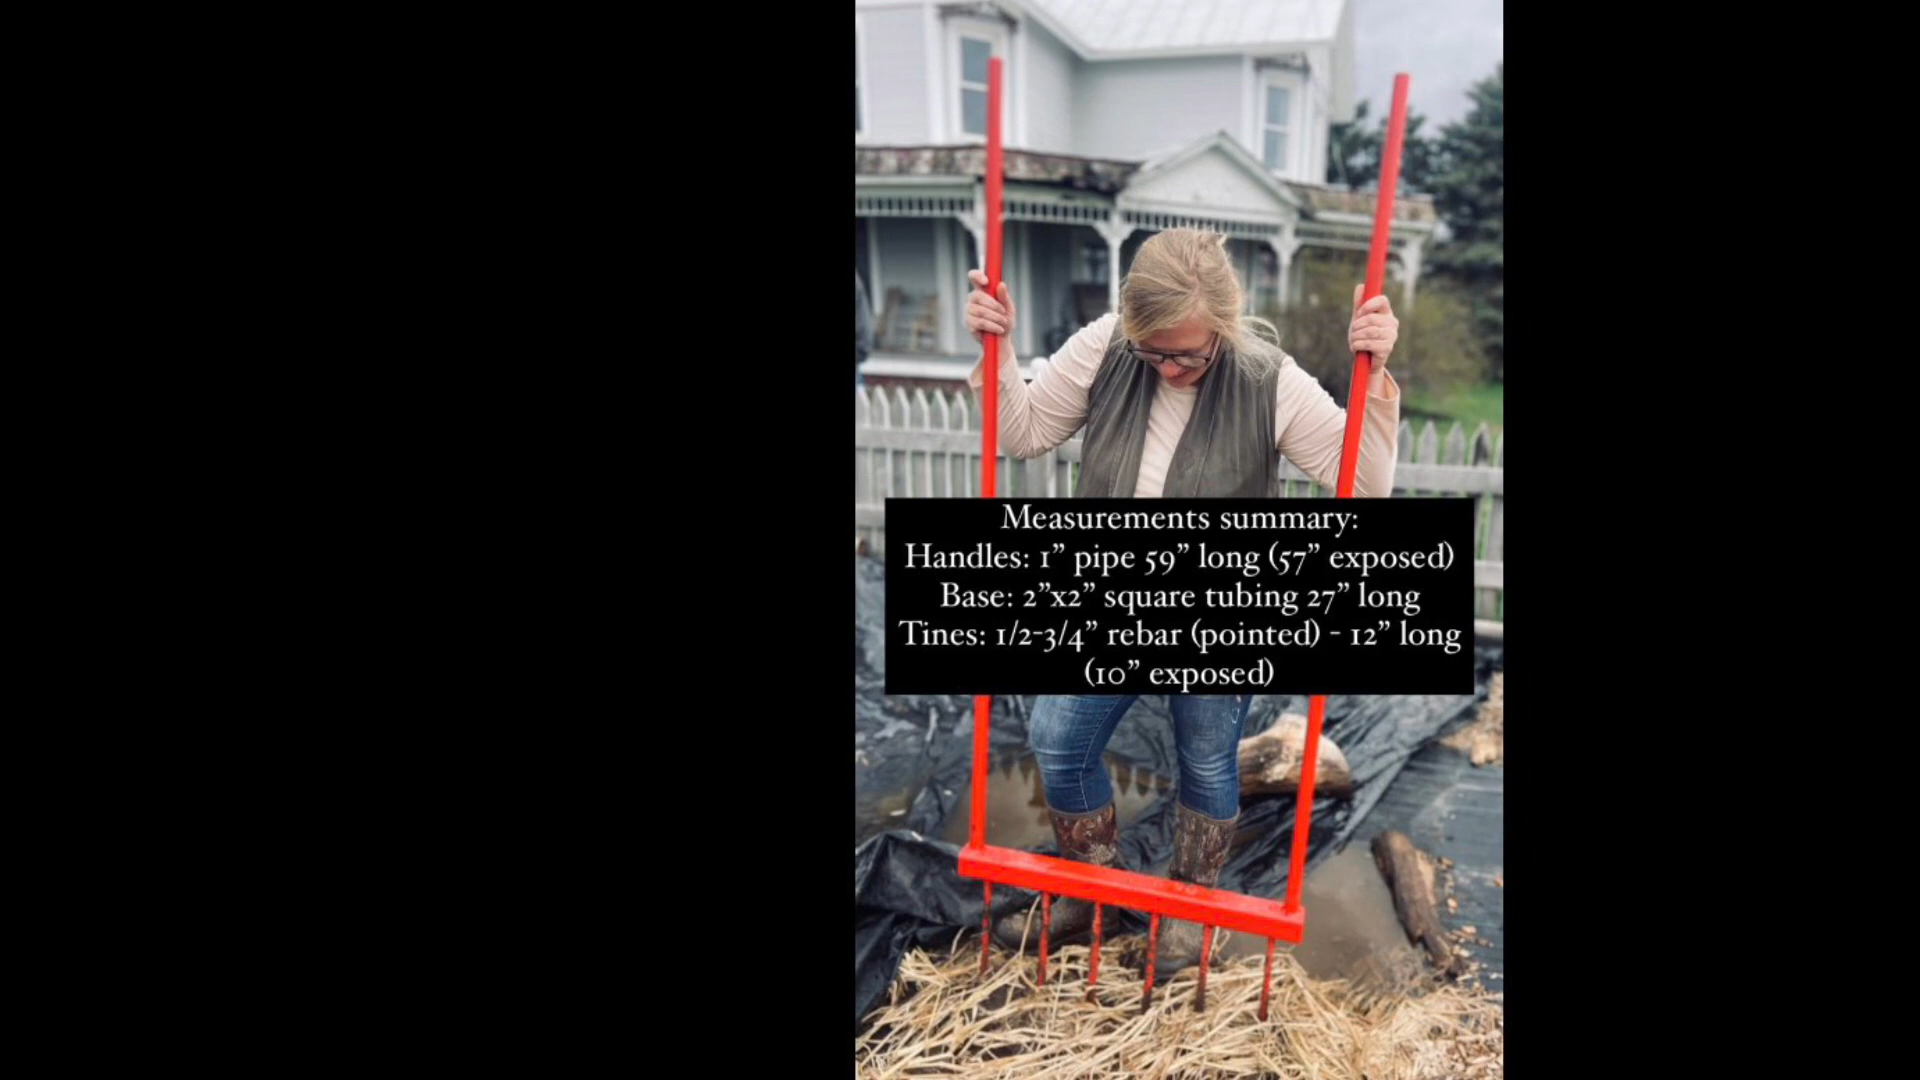 Measurements summary:
Handles: 1” pipe 59” long (57” exposed)
Base: 2”x2” square tubing 27” long
Tines: 1/2-3/4” rebar (pointed) - 12” long
(10” exposed)